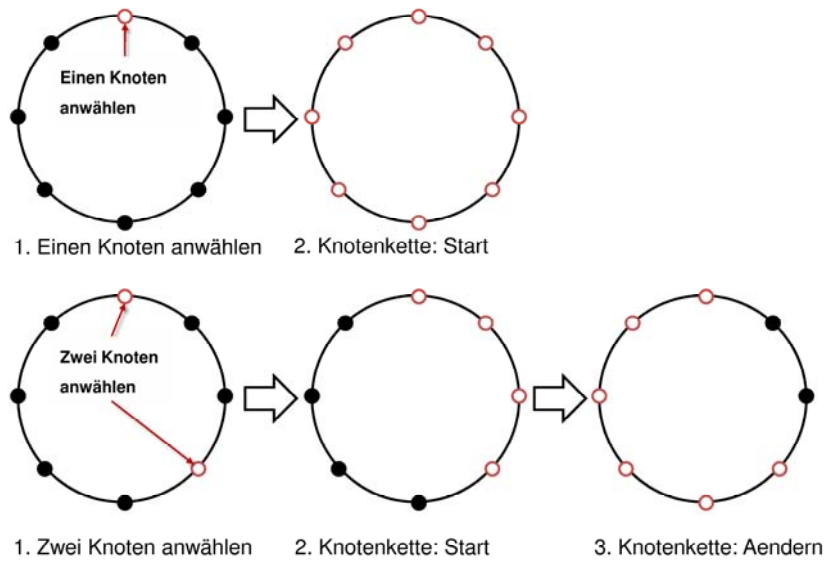 Einen Knoten
anwählen
1. Einen Knoten anwählen
2. Knotenkette: Start
Zwei Knoten
anwählen
1. Zwei Knoten anwählen
2. Knotenkette: Start
3. Knotenkette: Aendern